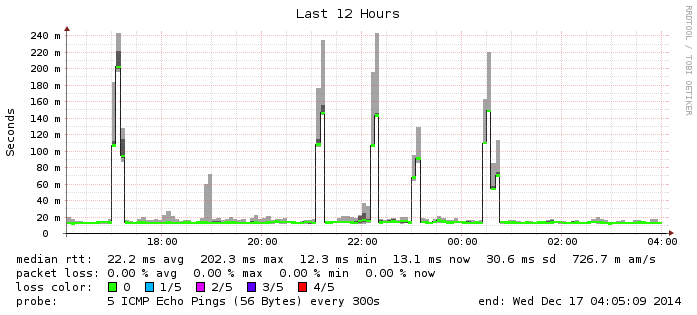 Last 12 Hours
RRDTOOL / TOBI OETIKER
Seconds
240 m
220 m
200 m
180 m
160 m
140 m
120 m
100 m
80 m
60 m
40 m
20 m
0
18:00 20:00 22:00 00:00 02:00 04:00
median rtt: 22.2 ms avg 202.3 ms max 12.3 ms min 13.1 ms now 30.6 ms sd 726.7 m am/s
packet loss: 0.00 % avg 0.00 % max 0.00 % min 0.00 % now
loss color: 0 1/5 2/5 3/5 4/5
probe: 5 ICMP Echo Pings (56 Bytes) every 300s end: Wed Dec 17 04:05:09 2014